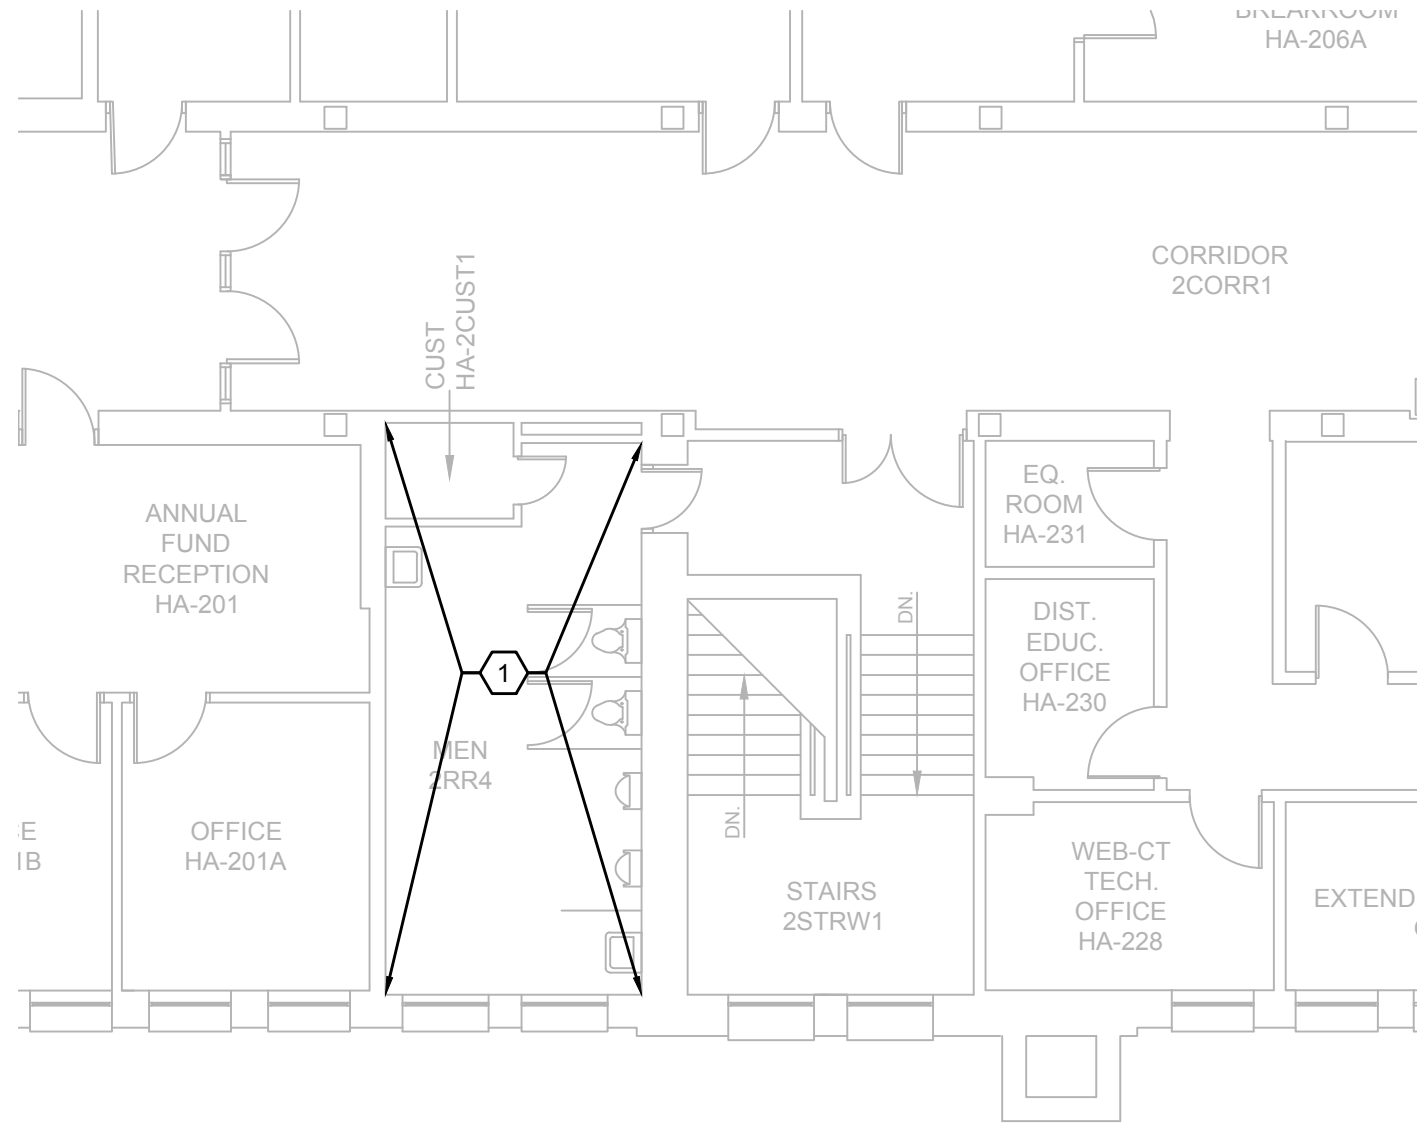 BREAKROOM
HA-206A
CORRIDOR
2CORR1
CUST
HA-2CUST1
ANNUAL
FUND
RECEPTION
HA-201
EQ.
ROOM
HA-231
DIST.
EDUC.
OFFICE
HA-230
DN.
1
MEN
2RR4
DN.
E
1B
OFFICE
HA-201A
STAIRS
2STRW1
WEB-CT
TECH.
OFFICE
HA-228
EXTEND